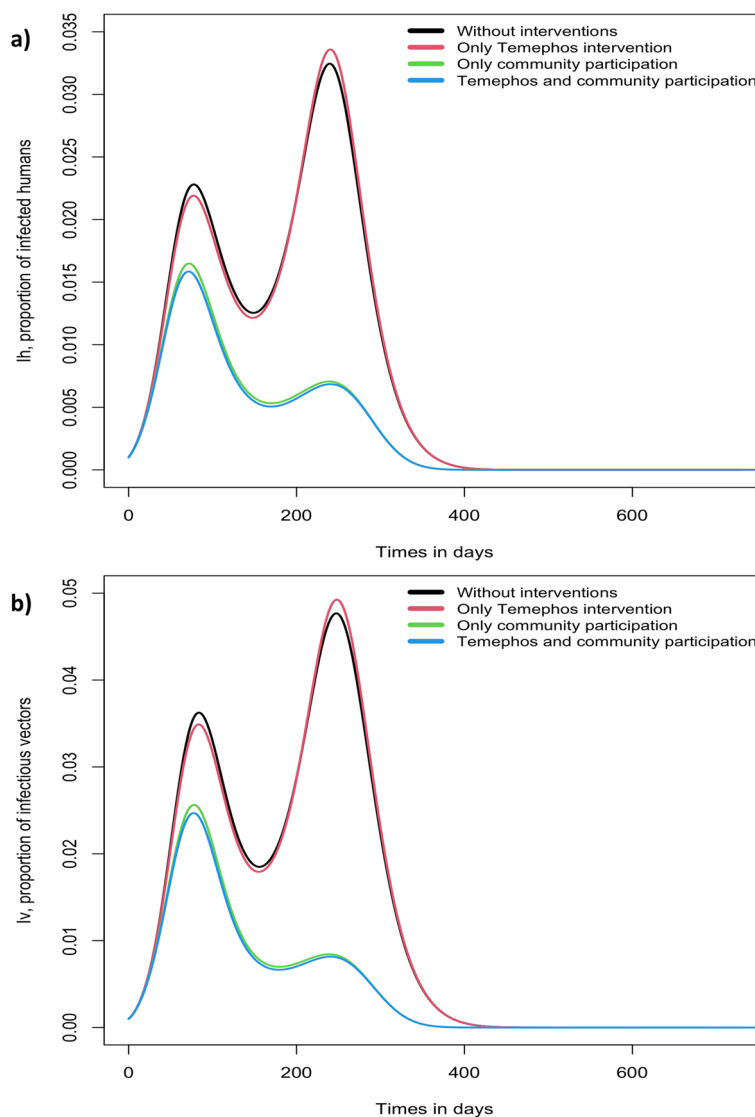 a)
Without interventions
Only Temephos intervention
Only community participation
Temephos and community participation
Ih, proportion of infected humans
0.035
0.030
0.025
0.020
0.015
0.010
0.005
0.000
0 200 400 600
Times in days
b)
Without interventions
Only Temephos intervention
Only community participation
Temephos and community participation
Iv, proportion of infectious vectors
0.05
0.04
0.03
0.02
0.01
0.00
0 200 400 600
Times in days